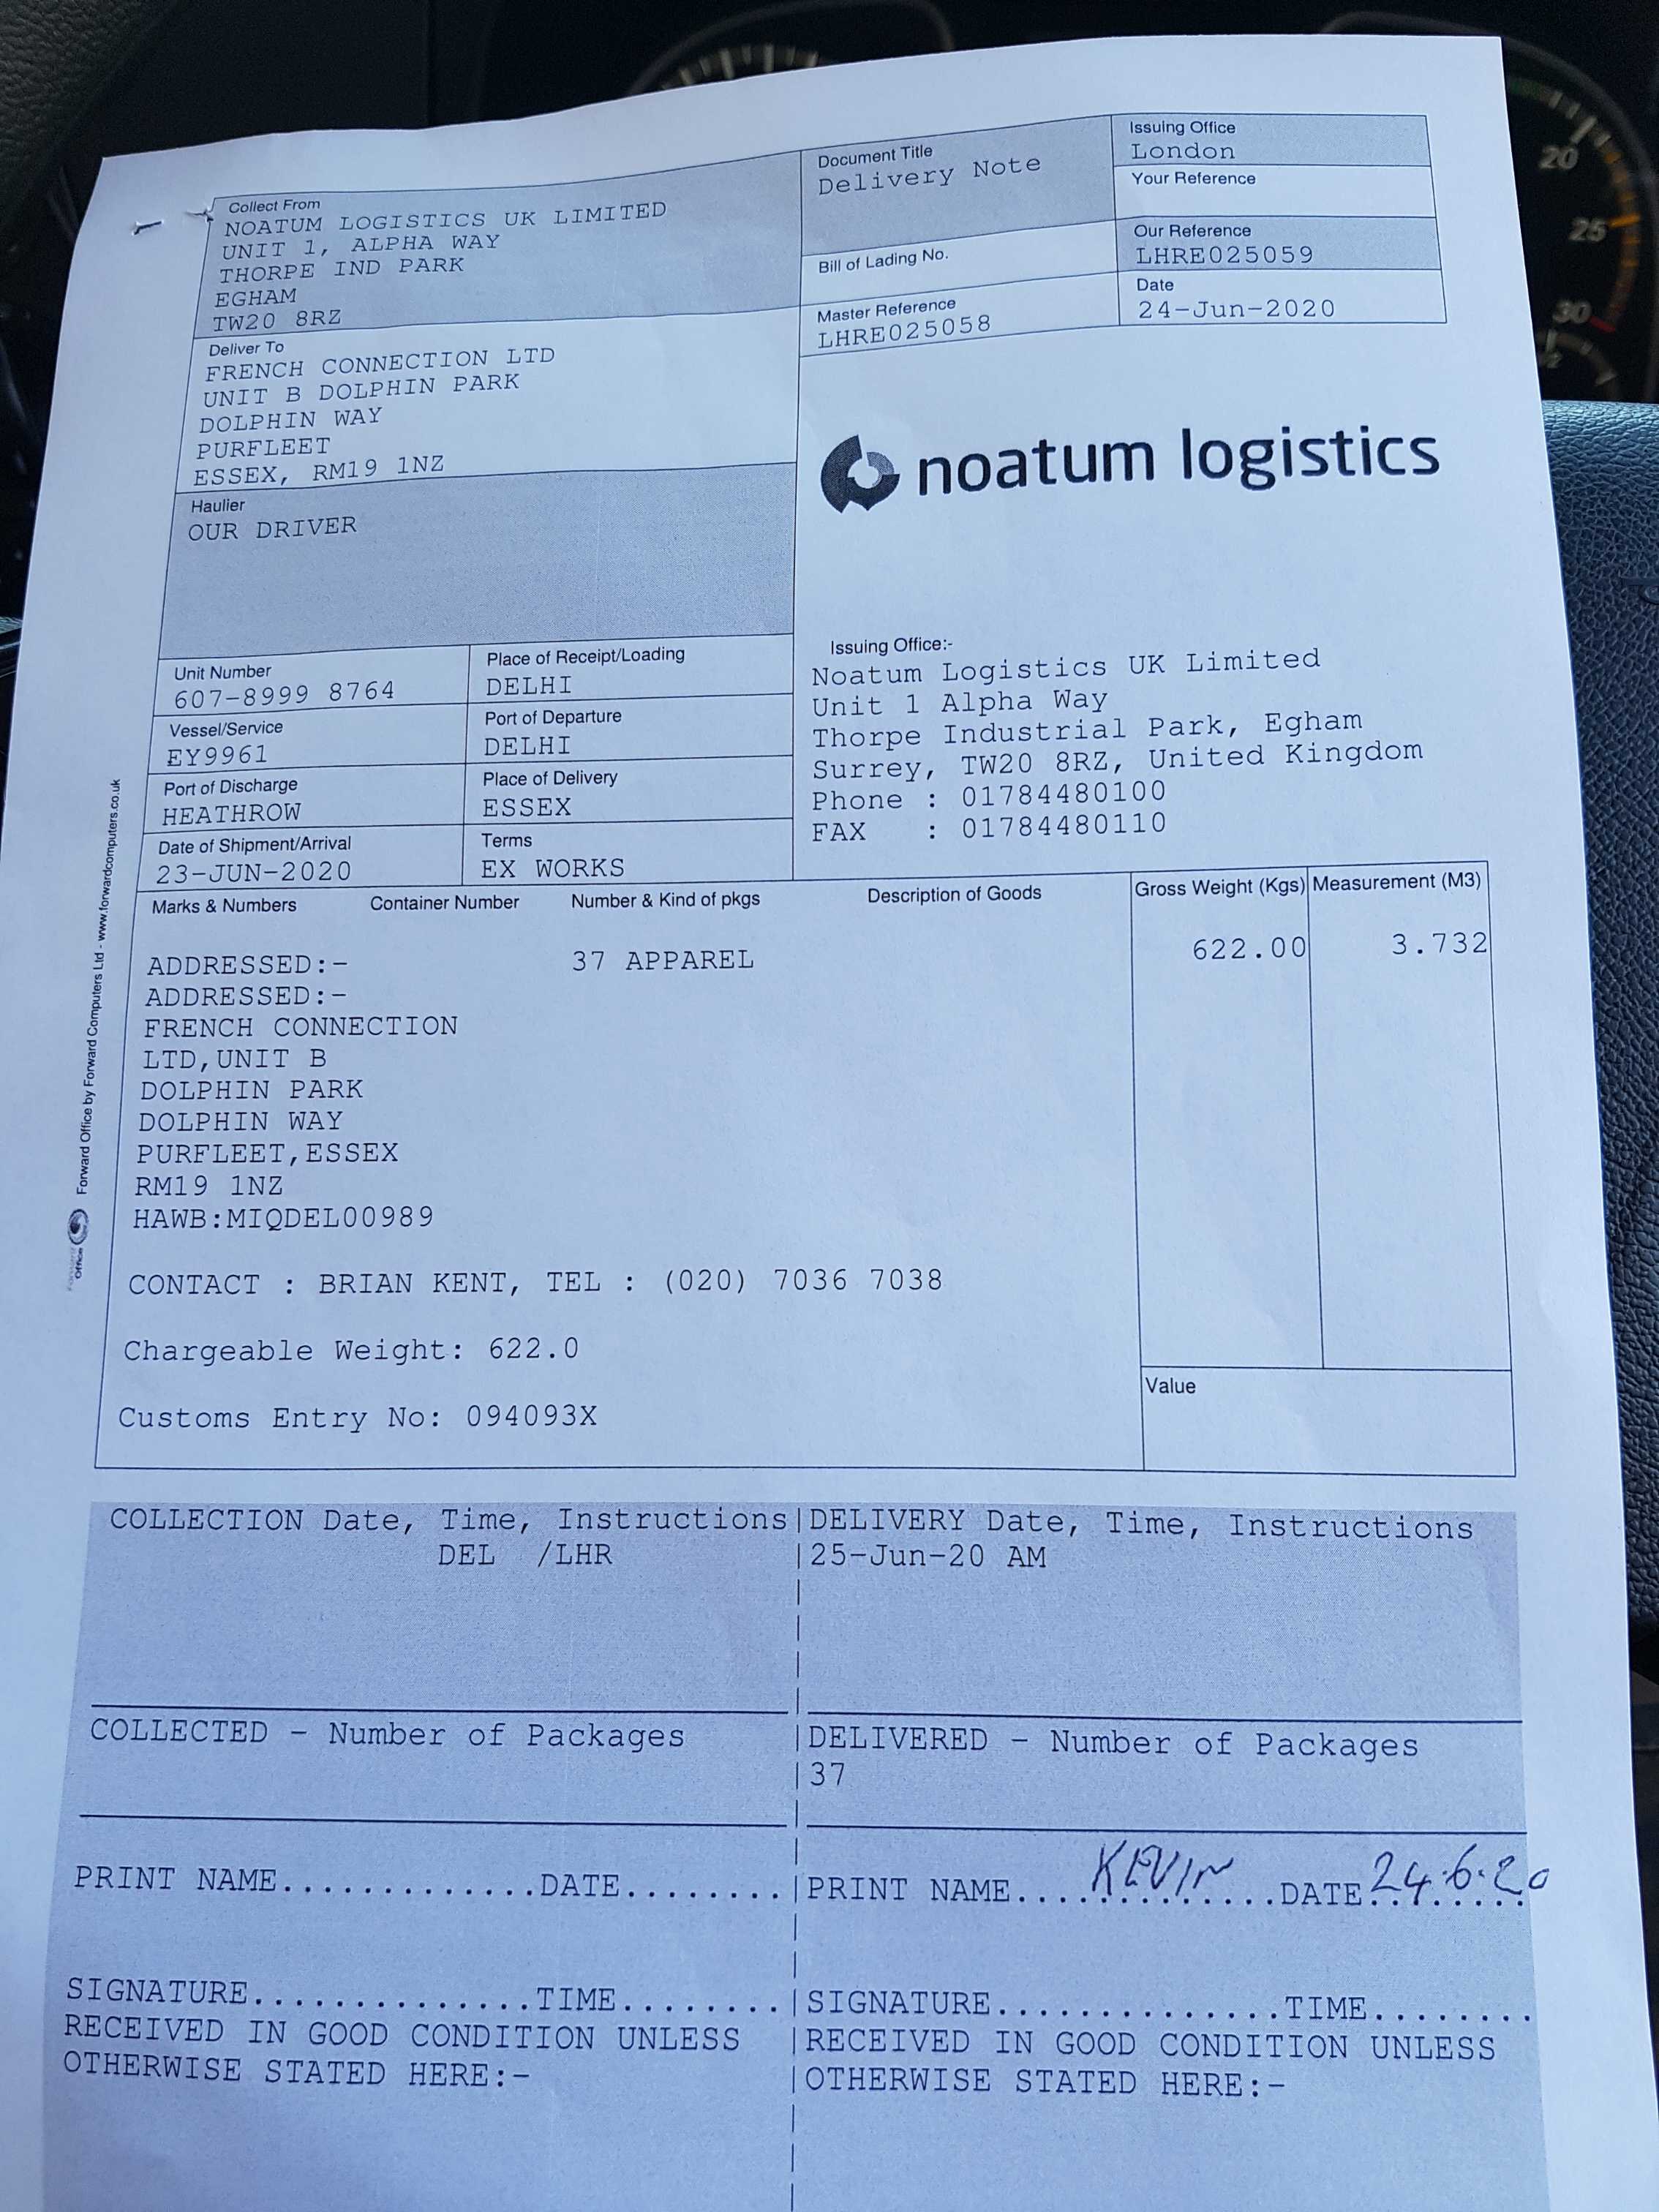 Collect From
NOATUM LOGISTICS UK LIMITED
UNIT 1, ALPHA WAY
THORPE IND PARK
EGHAM
TW20 8RZ
Document Title
Delivery Note
Issuing Office
London
Your Reference
Bill of Lading No.
Our Reference
LHRE025059
Master Reference
LHRE025058
Date
24-Jun-2020
Deliver To
FRENCH CONNECTION LTD
UNIT B DOLPHIN PARK
DOLPHIN WAY
PURFLEET
ESSEX, RM19 1NZ
noatum logistics
Haulier
OUR DRIVER
Unit Number
607-8999 8764
Place of Receipt/Loading
DELHI
Vessel/Service
EY9961
Port of Departure
DELHI
Port of Discharge
HEATHROW
Place of Delivery
ESSEX
Date of Shipment/Arrival
23-JUN-2020
Terms
EX WORKS
Issuing Office:-
Noatum Logistics UK Limited
Unit 1 Alpha Way
Thorpe Industrial Park, Egham
Surrey, TW20 8RZ, United Kingdom
Phone : 01784480100
FAX : 01784480110
Marks & Numbers Container Number Number & Kind of pkgs Description of Goods Gross Weight (Kgs) Measurement (M3)
ADDRESSED:- 37 APPAREL 622.00 3.732
ADDRESSED:-
FRENCH CONNECTION
LTD,UNIT B
DOLPHIN PARK
DOLPHIN WAY
PURFLEET,ESSEX
RM19 1NZ
HAWB:MIQDEL00989
CONTACT : BRIAN KENT, TEL : (020) 7036 7038
Chargeable Weight: 622.0
Customs Entry No: 094093X
Value
Forward Office by Forward Computers Ltd - www.forwardcomputers.co.uk
Office
COLLECTION Date, Time, Instructions|DELIVERY Date, Time, Instructions
DEL /LHR |25-Jun-20 AM
COLLECTED - Number of Packages |DELIVERED - Number of Packages
|37
PRINT NAME.............DATE........|PRINT NAME KEVIN DATE 24.6.20
SIGNATURE..............TIME........|SIGNATURE..............TIME........
RECEIVED IN GOOD CONDITION UNLESS |RECEIVED IN GOOD CONDITION UNLESS
OTHERWISE STATED HERE:- |OTHERWISE STATED HERE:-
20
25
30